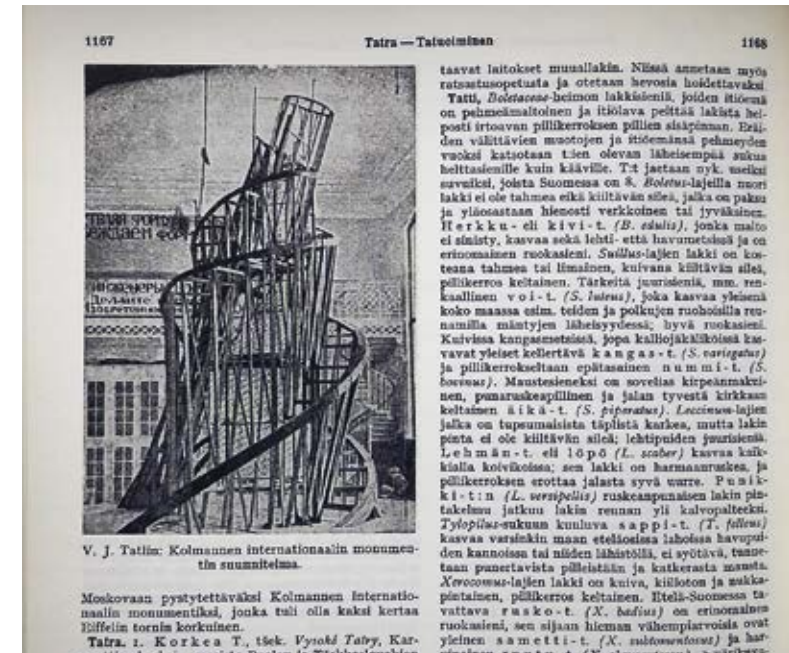 1167
Tatra — Tatuoiminen
1168
V. J. Tatlin: Kolmannen internationaalin monumen-
tin suunnitelma.
Moskovaan pystytettäväksi Kolmannen Internatio-
naalin monumentiksi, jonka tuli olla kaksi kertaa
Eiffelin tornin korkuinen.
Tatra. 1. Korkea T., tšek. Vysoké Tatry, Kar-
taavat laitokset muuallakin. Niissä annetaan myös
ratsastusopetusta ja otetaan hevosia hoidettavaksi.
Tatti, Boletaceae-heimon lakkisieniä, joiden itiöemä
on pehmeämaltoinen ja itiölava peittää lakista hel-
posti irtoavan pillikerroksen pillien sisäpinnan. Eräi-
den välittävien muotojen ja itiöemänsä pehmeyden
vuoksi katsotaan t:ien olevan läheisempää sukua
helttasienille kuin kääville. T:t jaetaan nyk. useiksi
suvuiksi, joista Suomessa on 8. Boletus-lajeilla nuori
lakki ei ole tahmea eikä kiiltävän sileä, jalka on paksu
ja yläosastaan hienosti verkkoinen tai jyväksinen.
Herkku- eli kivi-t. (B. edulis), jonka malto
ei sinisty, kasvaa sekä lehti- että havumetsissä ja on
erinomainen ruokasieni. Suillus-lajien lakki on kos-
teana tahmea tai limainen, kuivana kiiltävän sileä,
pillikerros keltainen. Tärkeitä juurisieniä, mm. ren-
kaallinen voi-t. (S. luteus), joka kasvaa yleisenä
koko maassa esim. teiden ja polkujen ruohoisilla reu-
namilla mäntyjen läheisyydessä; hyvä ruokasieni.
Kuivissa kangasmetsissä, jopa kalliojäkäliköissä kas-
vavat yleiset kellertävä kangas-t. (S. variegatus)
ja pillikerrokseltaan epätasainen nummi-t. (S.
bovinus). Maustesieneksi on sovelias kirpeänmakui-
nen, punaruskeapillinen ja jalan tyvestä kirkkaan
keltainen äikä-t. (S. piperatus). Leccinum-lajien
jalka on tupsumaisista täplistä karkea, mutta lakin
pinta ei ole kiiltävän sileä; lehtipuiden juurisieniä.
Lehmän-t. eli löpö (L. scaber) kasvaa kaik-
kialla koivikoissa; sen lakki on harmaanruskea, ja
pillikerroksen erottaa jalasta syvä uurre. Punik-
ki-t:n (L. versipellis) ruskeanpunaisen lakin pin-
takelmu jatkuu lakin reunan yli kalvopalteeksi.
Tylopilus-sukuun kuuluva sappi-t. (T. felleus)
kasvaa varsinkin maan eteläosissa lahoissa havupui-
den kannoissa tai niiden lähistöllä, ei syötävä, tunne-
taan punertavista pilleistään ja katkerasta mausta.
Xerocomus-lajien lakki on kuiva, kiilloton ja nukka-
pintainen, pillikerros keltainen. Etelä-Suomessa ta-
vattava rusko-t. (X. badius) on erinomainen
ruokasieni, sen sijaan hieman vähempiarvoisia ovat
yleinen sametti-t. (X. subtomentosus) ja har-